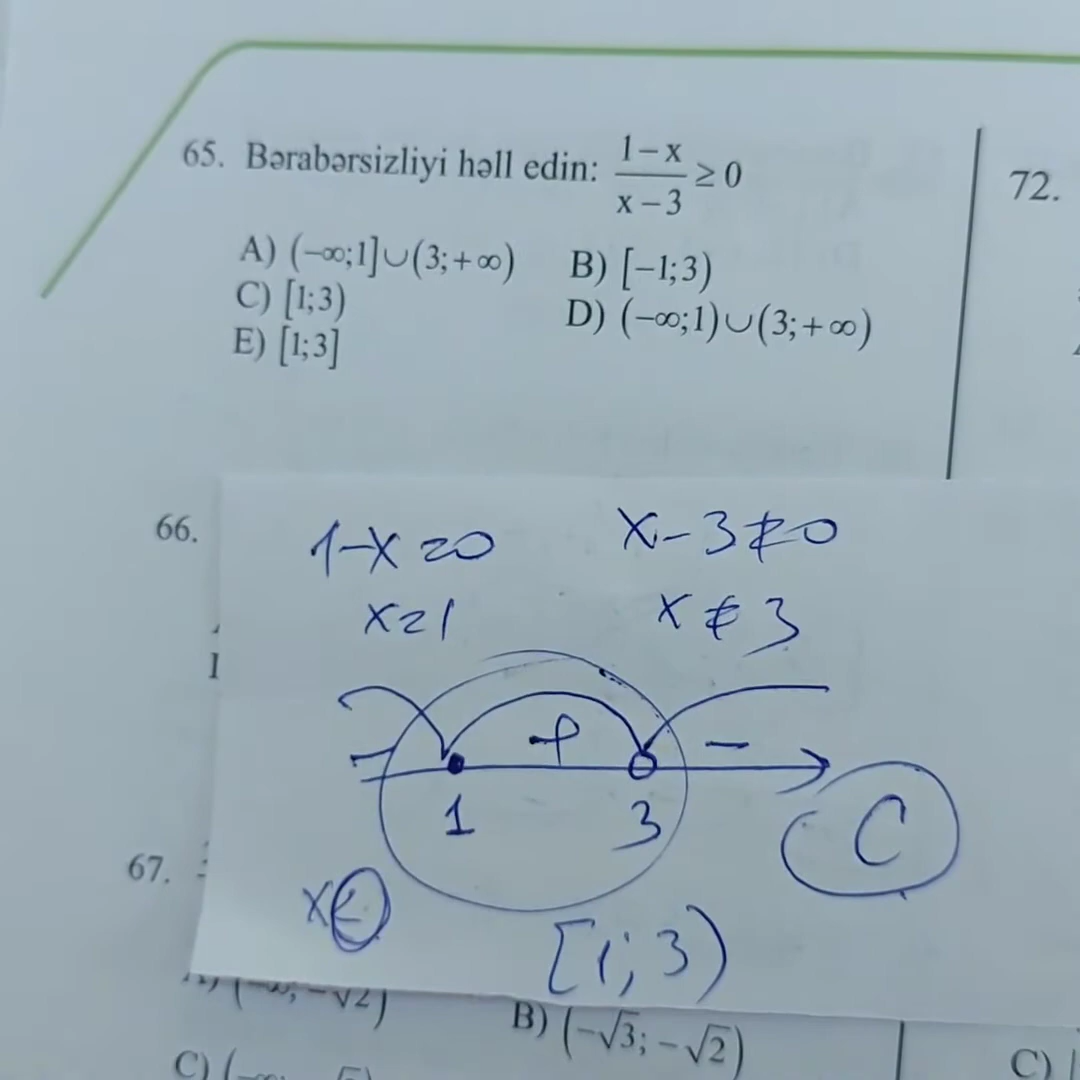 65. Bərabərsizliyi həll edin: (1-x)/(x-3) ≥ 0
A) (-∞;1]∪(3;+∞) B) [-1;3)
C) [1;3) D) (-∞;1)∪(3;+∞)
E) [1;3]
72.
66.
1-x=0 x-3≠0
x=1 x≠3
- + -
1 3
C
67.
x∈
[1;3)
B) (-√3;-√2)
C) (-∞;
C)